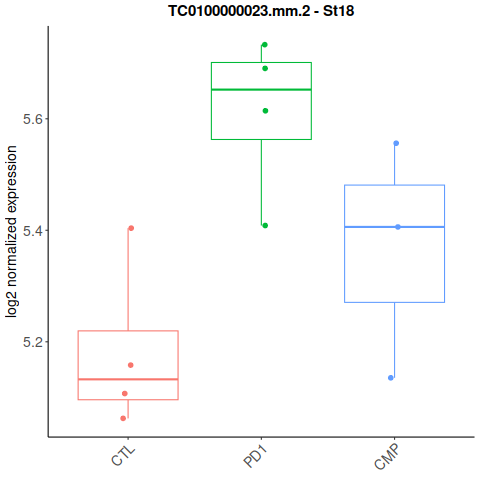 TC0100000023.mm.2 - St18
log2 normalized expression
5.6
5.4
5.2
CTL
PD1
CMP